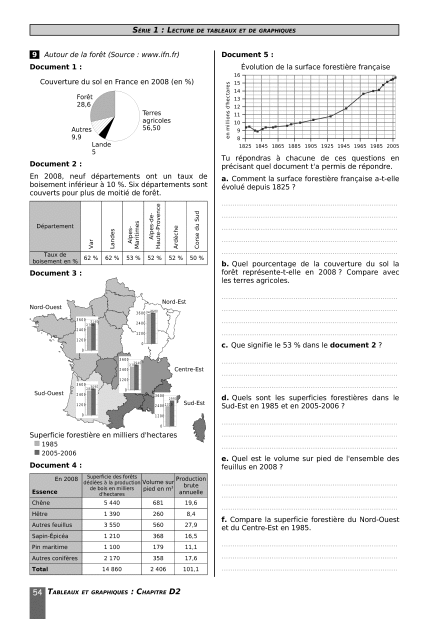 SÉRIE 1 : LECTURE DE TABLEAUX ET DE GRAPHIQUES
9 Autour de la forêt (Source : www.ifn.fr)
Document 1 :
Couverture du sol en France en 2008 (en %)
Forêt
28,6
Terres
agricoles
56,50
Autres
9,9
Lande
5
Document 2 :
En 2008, neuf départements ont un taux de
boisement inférieur à 10 %. Six départements sont
couverts pour plus de moitié de forêt.
Département
Var
Landes
Alpes-
Maritimes
Alpes-de-
Haute-Provence
Ardèche
Corse du Sud
Taux de
boisement en %
62 % 62 % 53 % 52 % 52 % 50 %
Document 3 :
Nord-Ouest
Nord-Est
Centre-Est
Sud-Ouest
Sud-Est
Superficie forestière en milliers d'hectares
1985
2005-2006
Document 4 :
En 2008
Essence
Superficie des forêts
dédiées à la production
de bois en milliers
d'hectares
Volume sur
pied en m³
Production
brute
annuelle
Chêne 5 440 681 19,6
Hêtre 1 390 260 8,4
Autres feuillus 3 550 560 27,9
Sapin-Épicéa 1 210 368 16,5
Pin maritime 1 100 179 11,1
Autres conifères 2 170 358 17,6
Total 14 860 2 406 101,1
Document 5 :
Évolution de la surface forestière française
en millions d'hectares
16
15
14
13
12
11
10
9
8
1825 1845 1865 1885 1905 1925 1945 1965 1985 2005
Tu répondras à chacune de ces questions en
précisant quel document t'a permis de répondre.
a. Comment la surface forestière française a-t-elle
évolué depuis 1825 ?
b. Quel pourcentage de la couverture du sol la
forêt représente-t-elle en 2008 ? Compare avec
les terres agricoles.
c. Que signifie le 53 % dans le document 2 ?
d. Quels sont les superficies forestières dans le
Sud-Est en 1985 et en 2005-2006 ?
e. Quel est le volume sur pied de l'ensemble des
feuillus en 2008 ?
f. Compare la superficie forestière du Nord-Ouest
et du Centre-Est en 1985.
54 TABLEAUX ET GRAPHIQUES : CHAPITRE D2